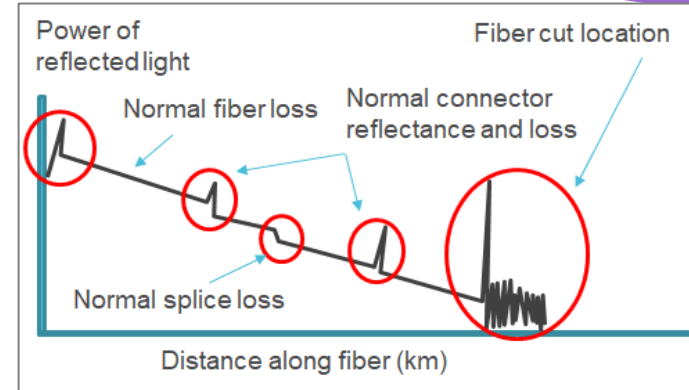 Power of
reflected light
Fiber cut location
Normal fiber loss
Normal connector
reflectance and loss
Normal splice loss
Distance along fiber (km)